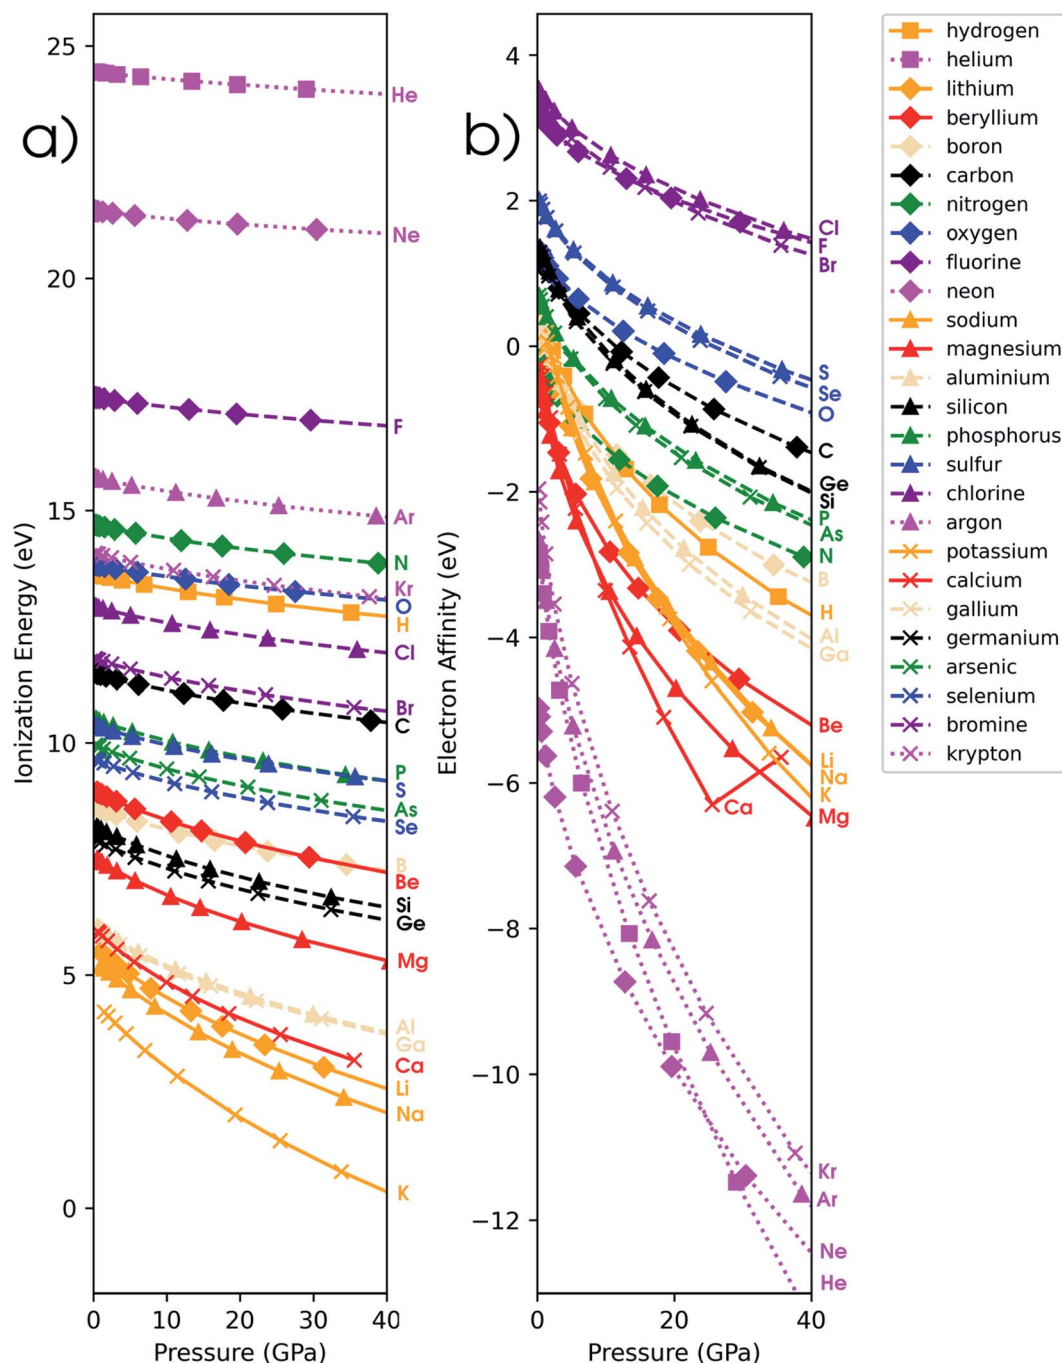 a)
25
20
15
10
5
0
Ionization Energy (eV)
He
Ne
F
Ar
N
Kr
O
H
Cl
Br
C
P
S
As
Se
B
Be
Si
Ge
Mg
Al
Ga
Ca
Li
Na
K
0 20 40
Pressure (GPa)
b)
4
2
0
−2
−4
−6
−8
−10
−12
Electron Affinity (eV)
Cl
F
Br
S
Se
O
C
Ge
Si
P
As
N
B
H
Al
Ga
Be
Li
Na
K
Ca
Mg
Kr
Ar
Ne
He
0 20 40
Pressure (GPa)
hydrogen
helium
lithium
beryllium
boron
carbon
nitrogen
oxygen
fluorine
neon
sodium
magnesium
aluminium
silicon
phosphorus
sulfur
chlorine
argon
potassium
calcium
gallium
germanium
arsenic
selenium
bromine
krypton